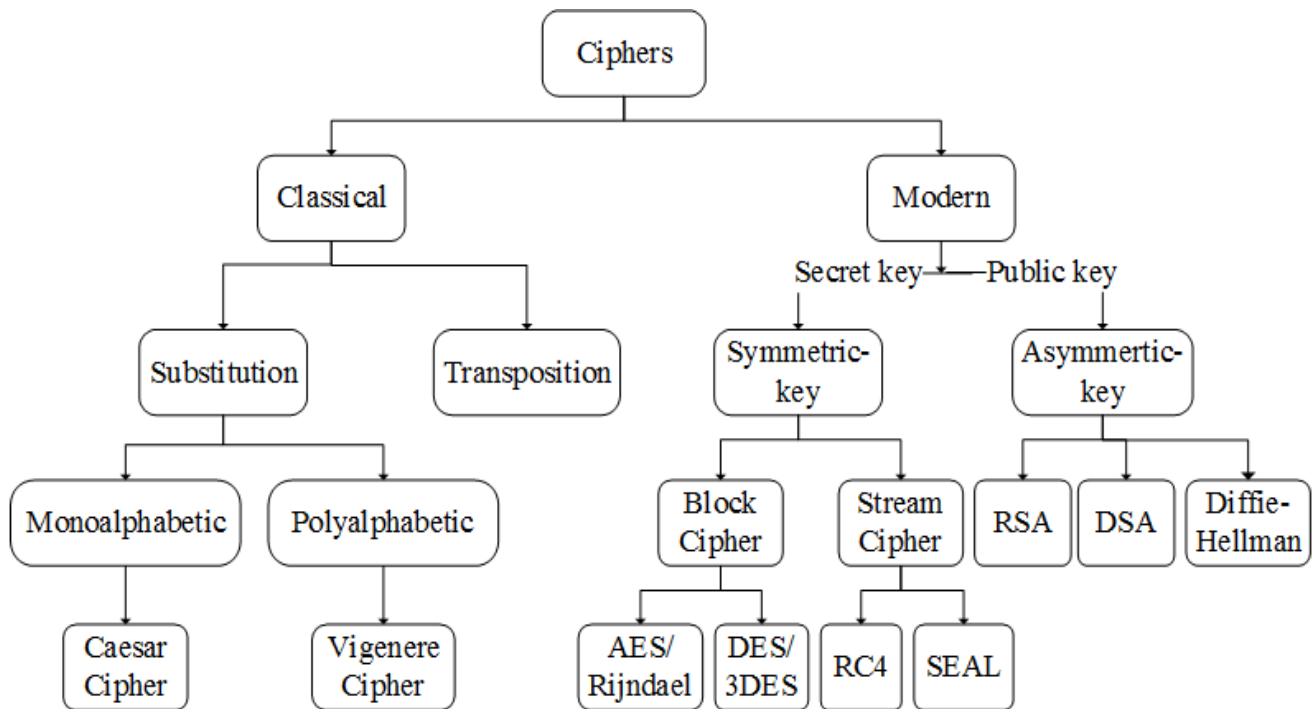 Ciphers
Classical
Modern
Secret key
Public key
Substitution
Transposition
Symmetric-
key
Asymmertic-
key
Monoalphabetic
Polyalphabetic
Block
Cipher
Stream
Cipher
RSA
DSA
Diffie-
Hellman
Caesar
Cipher
Vigenere
Cipher
AES/
Rijndael
DES/
3DES
RC4
SEAL